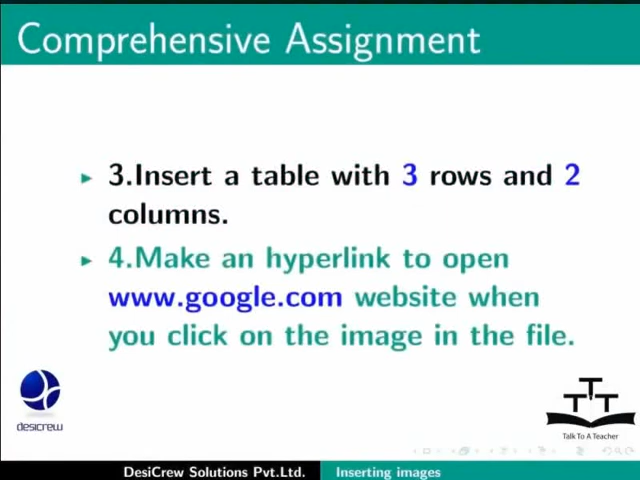 Comprehensive Assignment
3.Insert a table with 3 rows and 2
columns.
4.Make an hyperlink to open
www.google.com website when
you click on the image in the file.
desicrew
TTT
Talk To A Teacher
DesiCrew Solutions Pvt.Ltd. Inserting images